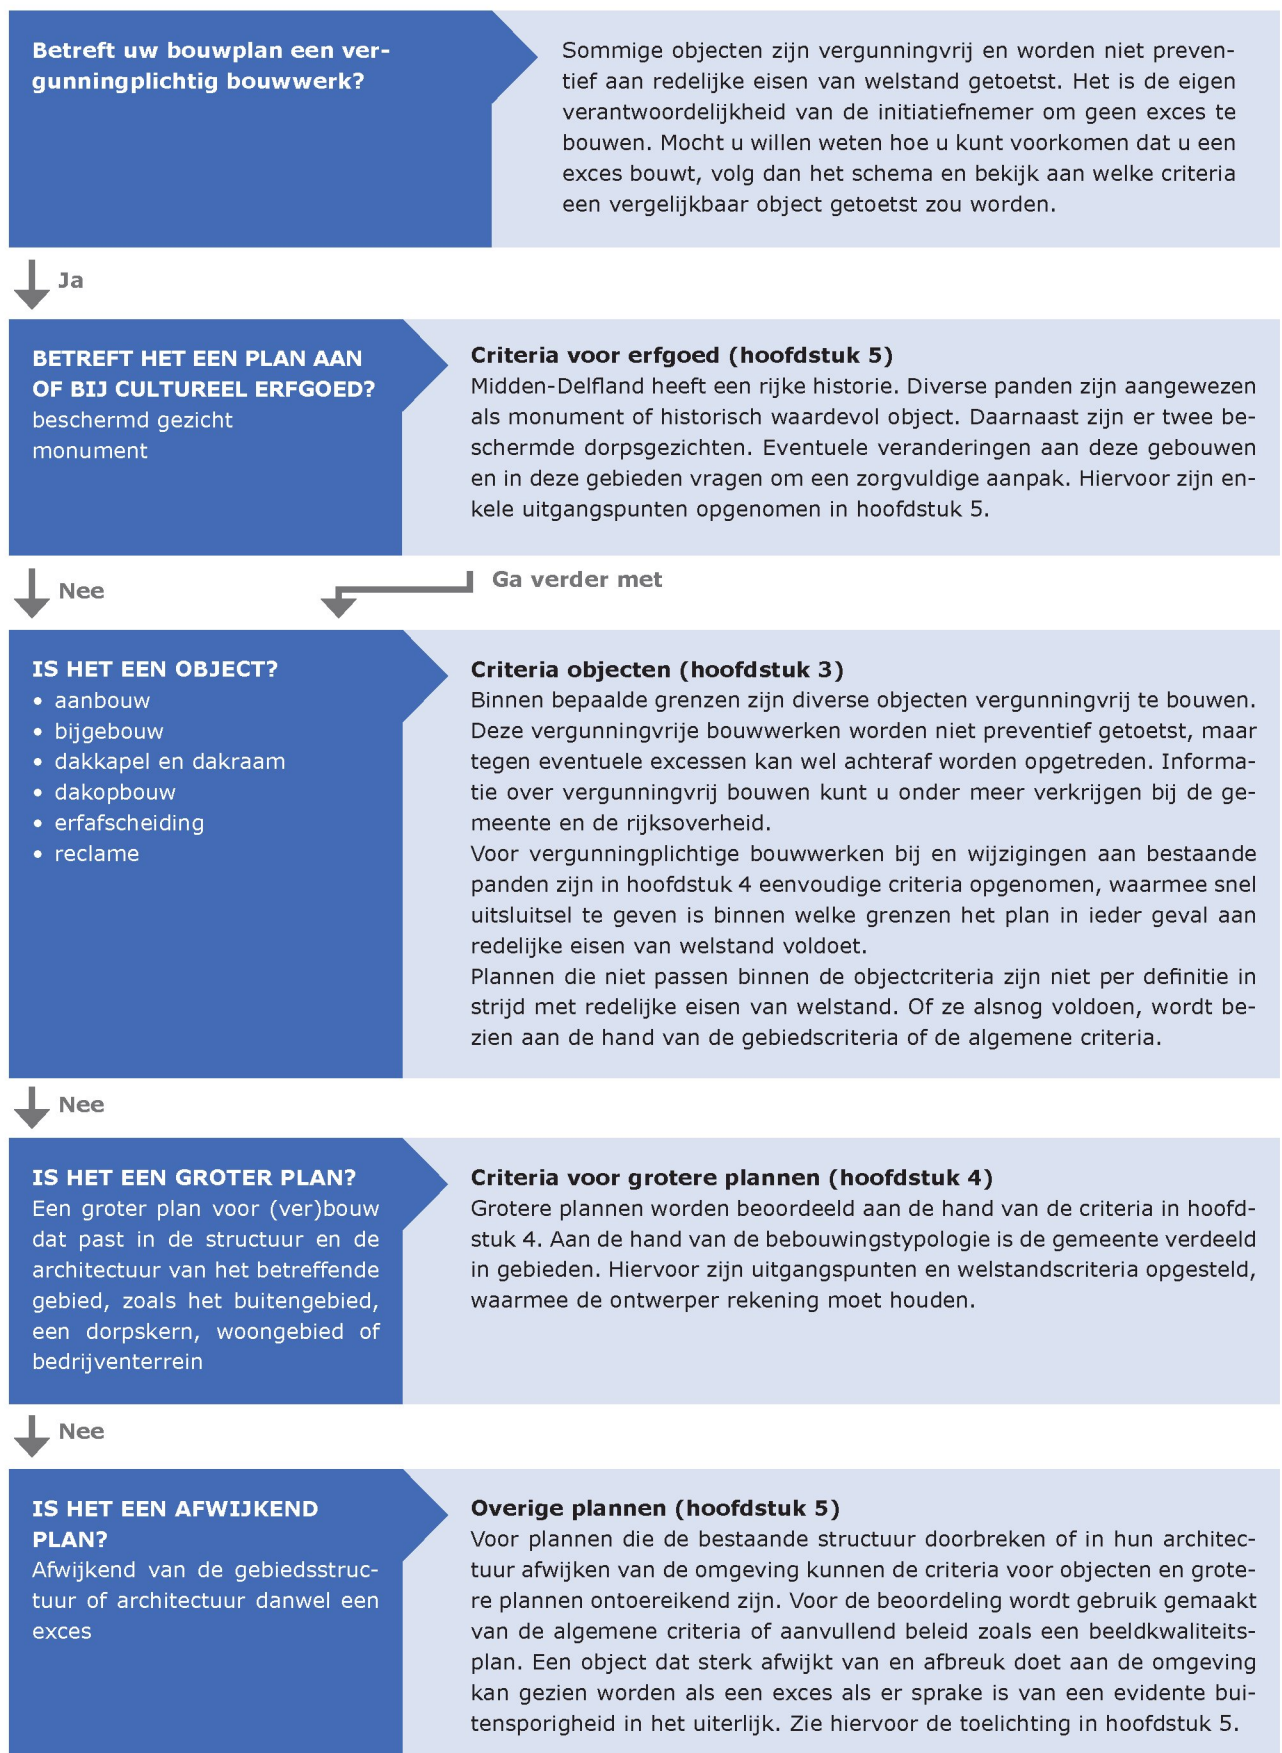 Betreft uw bouwplan een ver-
gunningplichtig bouwwerk?
Sommige objecten zijn vergunningvrij en worden niet preven-
tief aan redelijke eisen van welstand getoetst. Het is de eigen
verantwoordelijkheid van de initiatiefnemer om geen exces te
bouwen. Mocht u willen weten hoe u kunt voorkomen dat u een
exces bouwt, volg dan het schema en bekijk aan welke criteria
een vergelijkbaar object getoetst zou worden.
Ja
BETREFT HET EEN PLAN AAN
OF BIJ CULTUREEL ERFGOED?
beschermd gezicht
monument
Criteria voor erfgoed (hoofdstuk 5)
Midden-Delfland heeft een rijke historie. Diverse panden zijn aangewezen
als monument of historisch waardevol object. Daarnaast zijn er twee be-
schermde dorpsgezichten. Eventuele veranderingen aan deze gebouwen
en in deze gebieden vragen om een zorgvuldige aanpak. Hiervoor zijn en-
kele uitgangspunten opgenomen in hoofdstuk 5.
Nee
Ga verder met
IS HET EEN OBJECT?
• aanbouw
• bijgebouw
• dakkapel en dakraam
• dakopbouw
• erfafscheiding
• reclame
Criteria objecten (hoofdstuk 3)
Binnen bepaalde grenzen zijn diverse objecten vergunningvrij te bouwen.
Deze vergunningvrije bouwwerken worden niet preventief getoetst, maar
tegen eventuele excessen kan wel achteraf worden opgetreden. Informa-
tie over vergunningvrij bouwen kunt u onder meer verkrijgen bij de ge-
meente en de rijksoverheid.
Voor vergunningplichtige bouwwerken bij en wijzigingen aan bestaande
panden zijn in hoofdstuk 4 eenvoudige criteria opgenomen, waarmee snel
uitsluitsel te geven is binnen welke grenzen het plan in ieder geval aan
redelijke eisen van welstand voldoet.
Plannen die niet passen binnen de objectcriteria zijn niet per definitie in
strijd met redelijke eisen van welstand. Of ze alsnog voldoen, wordt be-
zien aan de hand van de gebiedscriteria of de algemene criteria.
Nee
IS HET EEN GROTER PLAN?
Een groter plan voor (ver)bouw
dat past in de structuur en de
architectuur van het betreffende
gebied, zoals het buitengebied,
een dorpskern, woongebied of
bedrijventerrein
Criteria voor grotere plannen (hoofdstuk 4)
Grotere plannen worden beoordeeld aan de hand van de criteria in hoofd-
stuk 4. Aan de hand van de bebouwingstypologie is de gemeente verdeeld
in gebieden. Hiervoor zijn uitgangspunten en welstandscriteria opgesteld,
waarmee de ontwerper rekening moet houden.
Nee
IS HET EEN AFWIJKEND
PLAN?
Afwijkend van de gebiedsstruc-
tuur of architectuur danwel een
exces
Overige plannen (hoofdstuk 5)
Voor plannen die de bestaande structuur doorbreken of in hun architec-
tuur afwijken van de omgeving kunnen de criteria voor objecten en grote-
re plannen ontoereikend zijn. Voor de beoordeling wordt gebruik gemaakt
van de algemene criteria of aanvullend beleid zoals een beeldkwaliteits-
plan. Een object dat sterk afwijkt van en afbreuk doet aan de omgeving
kan gezien worden als een exces als er sprake is van een evidente bui-
tensporigheid in het uiterlijk. Zie hiervoor de toelichting in hoofdstuk 5.